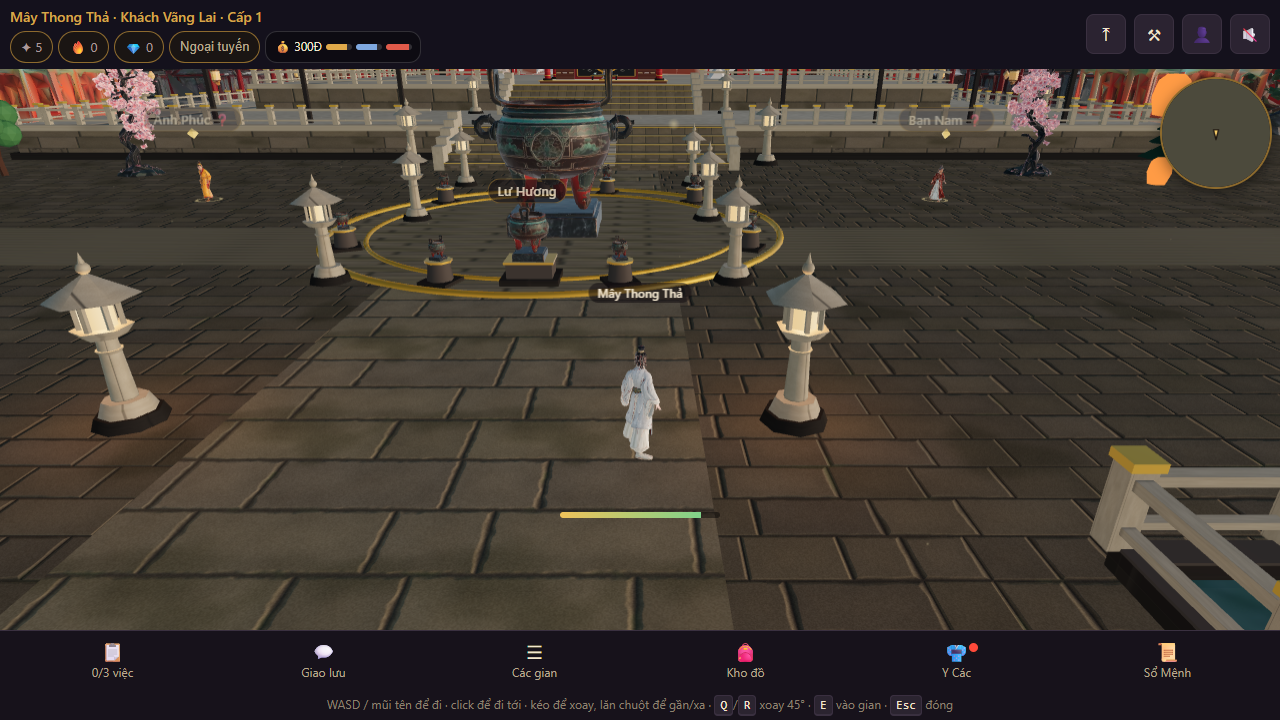 Mây Thong Thả · Khách Vãng Lai · Cấp 1
5
0
0
Ngoại tuyến
300Đ
Anh Phúc ?
Bạn Nam ?
Lư Hương
Mây Thong Thả
0/3 việc
Giao lưu
Các gian
Kho đồ
Y Các
Sổ Mệnh
WASD / mũi tên để đi · click để đi tới · kéo để xoay, lăn chuột để gần/xa · Q / R xoay 45° · E vào gian · Esc đóng